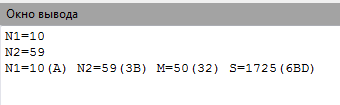 Окно вывода
N1=10
N2=59
N1=10(A) N2=59(3B) M=50(32) S=1725(6BD)